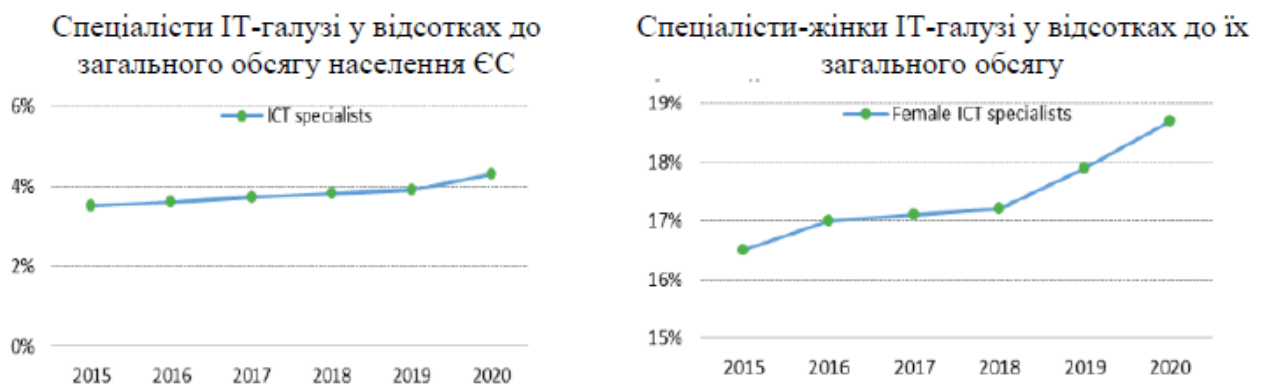 Спеціалісти ІТ-галузі у відсотках до
загального обсягу населення ЄС
6%
ICT specialists
4%
2%
0%
2015 2016 2017 2018 2019 2020
Спеціалісти-жінки ІТ-галузі у відсотках до їх
загального обсягу
19%
Female ICT specialists
18%
17%
16%
15%
2015 2016 2017 2018 2019 2020